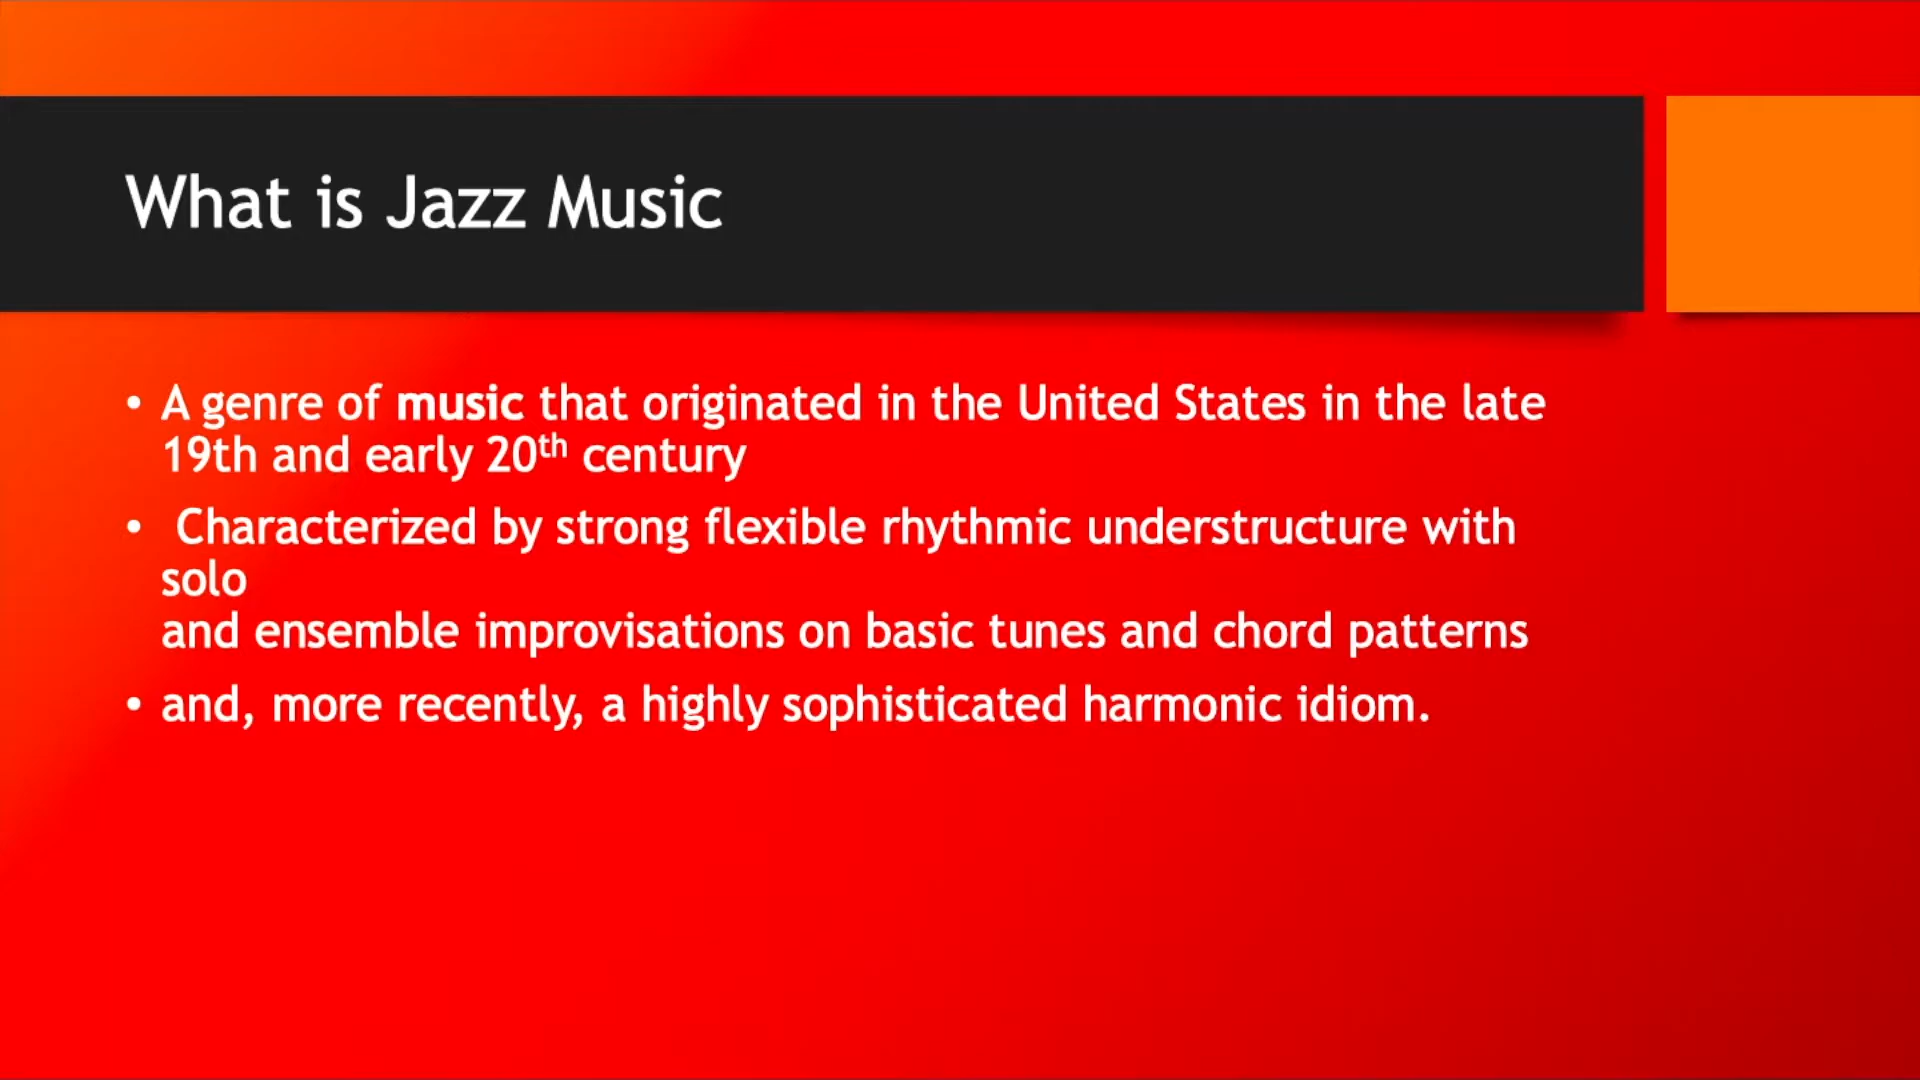 What is Jazz Music
• A genre of music that originated in the United States in the late
19th and early 20th century
• Characterized by strong flexible rhythmic understructure with
solo
and ensemble improvisations on basic tunes and chord patterns
• and, more recently, a highly sophisticated harmonic idiom.